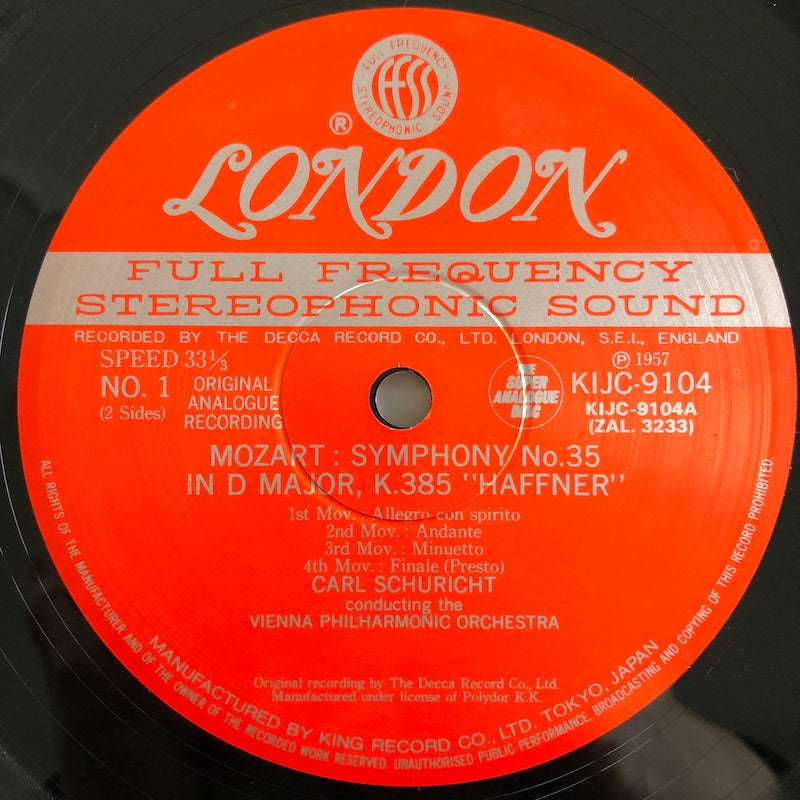 FULL FREQUENCY
ffss
STEREOPHONIC SOUND
®
LONDON
FULL FREQUENCY
STEREOPHONIC SOUND
RECORDED BY THE DECCA RECORD CO., LTD. LONDON, S.E.I., ENGLAND
SPEED 33⅓
Ⓟ 1957
NO. 1
(2 Sides)
ORIGINAL
ANALOGUE
RECORDING
THE
SUPER
ANALOGUE
DISC
KIJC-9104
KIJC-9104A
(ZAL. 3233)
MOZART : SYMPHONY No.35
IN D MAJOR, K.385 "HAFFNER"
1st Mov. : Allegro con spirito
2nd Mov. : Andante
3rd Mov. : Minuetto
4th Mov. : Finale (Presto)
CARL SCHURICHT
conducting the
VIENNA PHILHARMONIC ORCHESTRA
Original recording by The Decca Record Co., Ltd.
Manufactured under license of Polydor K.K.
MANUFACTURED BY KING RECORD CO., LTD. TOKYO, JAPAN
ALL RIGHTS OF THE MANUFACTURER AND OF THE OWNER OF THE RECORDED WORK RESERVED. UNAUTHORISED PUBLIC PERFORMANCE, BROADCASTING AND COPYING OF THIS RECORD PROHIBITED.